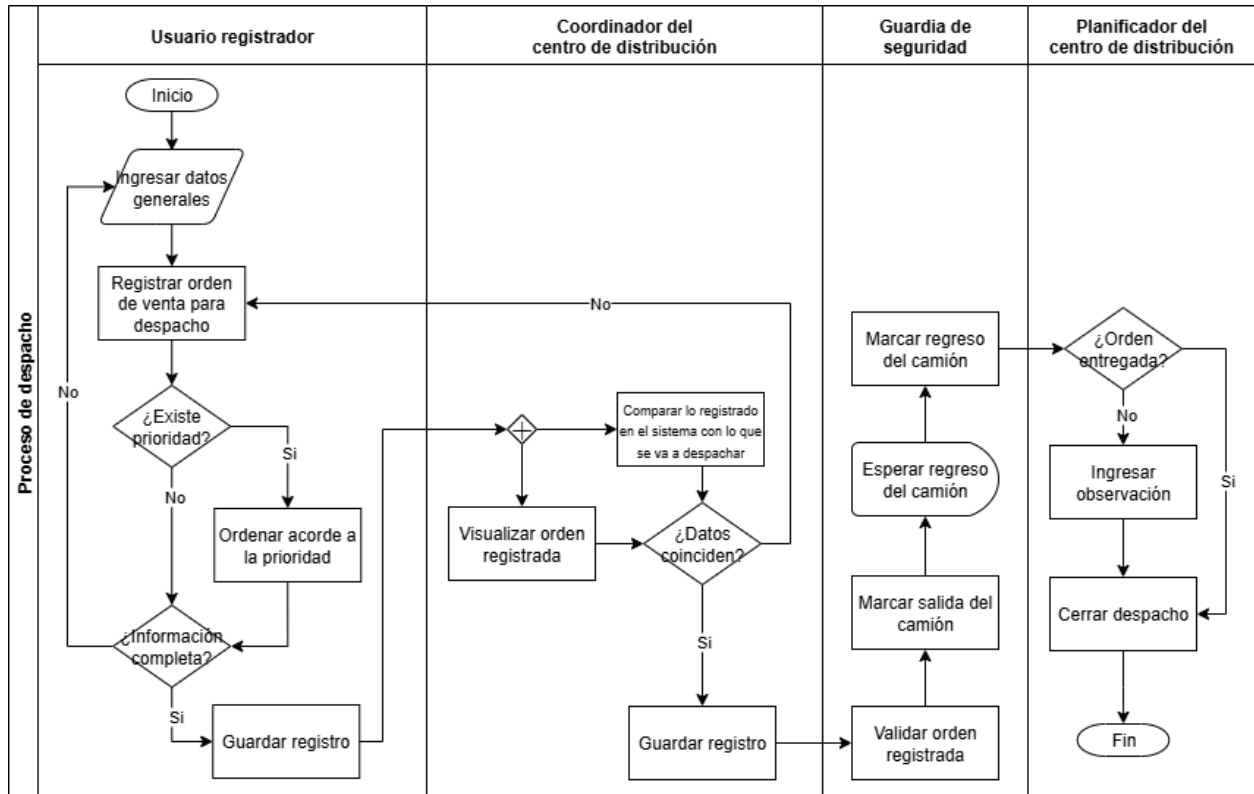 Proceso de despacho
Usuario registrador
Coordinador del
centro de distribución
Guardia de
seguridad
Planificador del
centro de distribución
Inicio
Ingresar datos
generales
Registrar orden
de venta para
despacho
¿Existe
prioridad?
Si
No
Ordenar acorde a
la prioridad
¿Información
completa?
No
Si
Guardar registro
Comparar lo registrado
en el sistema con lo que
se va a despachar
Visualizar orden
registrada
¿Datos
coinciden?
No
Si
Guardar registro
Validar orden
registrada
Marcar salida del
camión
Esperar regreso
del camión
Marcar regreso
del camión
¿Orden
entregada?
No
Si
Ingresar
observación
Cerrar despacho
Fin